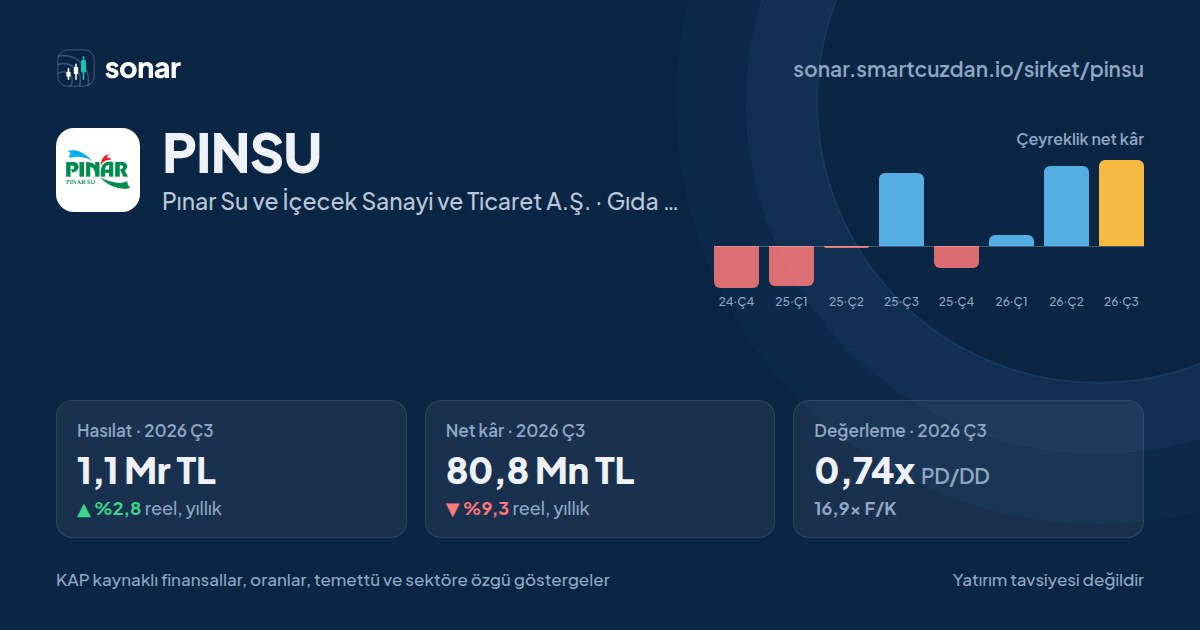 sonar
sonar.smartcuzdan.io/sirket/pinsu
PINAR
PINAR SU
PINSU
Pınar Su ve İçecek Sanayi ve Ticaret A.Ş. · Gıda ...
Çeyreklik net kâr
24·Ç4 25·Ç1 25·Ç2 25·Ç3 25·Ç4 26·Ç1 26·Ç2 26·Ç3
Hasılat · 2026 Ç3
1,1 Mr TL
▲ %2,8 reel, yıllık
Net kâr · 2026 Ç3
80,8 Mn TL
▼ %9,3 reel, yıllık
Değerleme · 2026 Ç3
0,74x PD/DD
16,9× F/K
KAP kaynaklı finansallar, oranlar, temettü ve sektöre özgü göstergeler
Yatırım tavsiyesi değildir